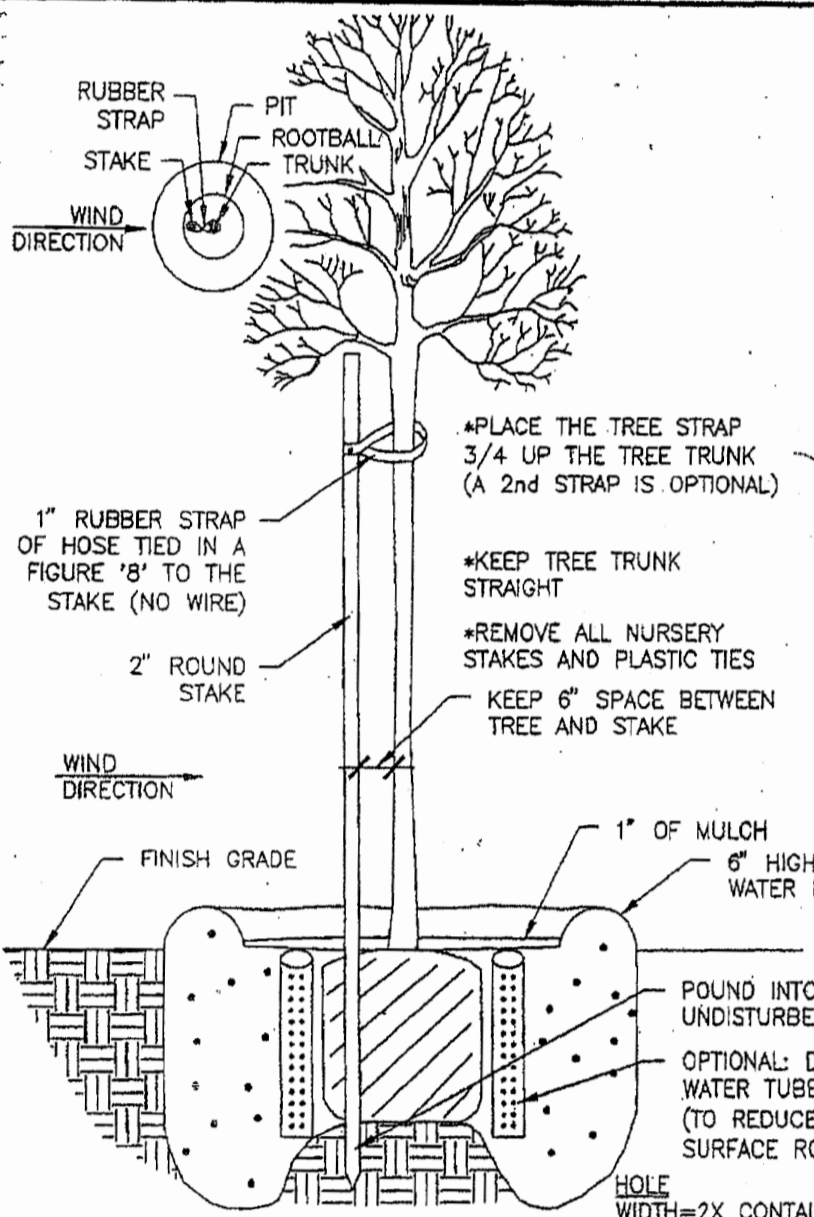 RUBBER
STRAP
PIT
ROOTBALL
STAKE
TRUNK
WIND
DIRECTION
*PLACE THE TREE STRAP
3/4 UP THE TREE TRUNK
(A 2nd STRAP IS OPTIONAL)
1" RUBBER STRAP
OF HOSE TIED IN A
FIGURE '8' TO THE
STAKE (NO WIRE)
*KEEP TREE TRUNK
STRAIGHT
*REMOVE ALL NURSERY
STAKES AND PLASTIC TIES
2" ROUND
STAKE
KEEP 6" SPACE BETWEEN
TREE AND STAKE
WIND
DIRECTION
1" OF MULCH
FINISH GRADE
6" HIGH
WATER
POUND INTO
UNDISTURBE
OPTIONAL: D
WATER TUBE
(TO REDUCE
SURFACE RO
HOLE
WIDTH=2X CONTAI